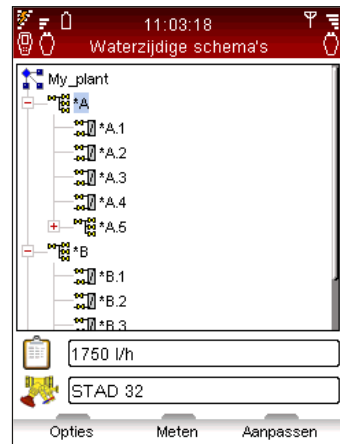 11:03:18
Waterzijdige schema's
My_plant
*A
*A.1
*A.2
*A.3
*A.4
*A.5
*B
*B.1
*B.2
*B.3
1750 l/h
STAD 32
Opties Meten Aanpassen